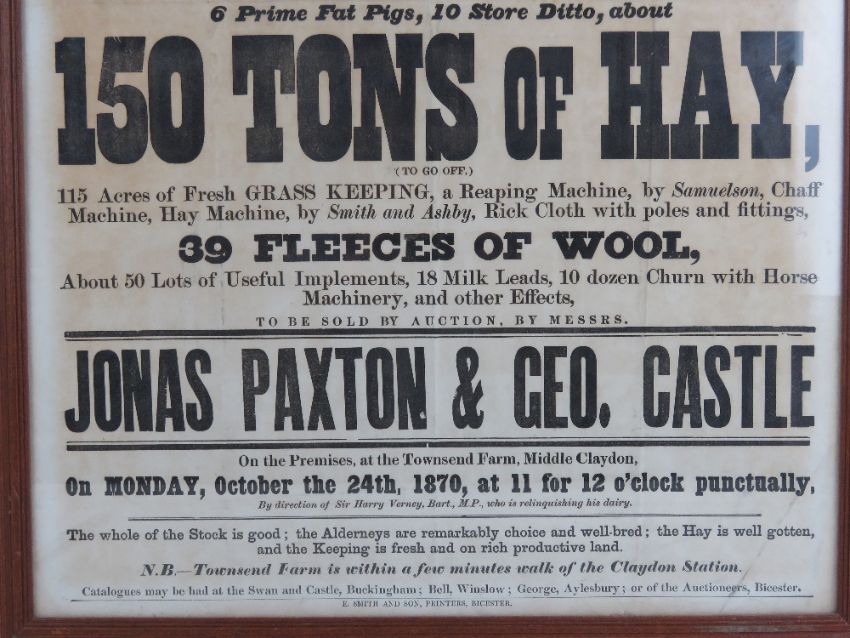 6 Prime Fat Pigs, 10 Store Ditto, about
150 TONS OF HAY,
(TO GO OFF.)
115 Acres of Fresh GRASS KEEPING, a Reaping Machine, by Samuelson, Chaff
Machine, Hay Machine, by Smith and Ashby, Rick Cloth with poles and fittings,
39 FLEECES OF WOOL,
About 50 Lots of Useful Implements, 18 Milk Leads, 10 dozen Churn with Horse
Machinery, and other Effects,
TO BE SOLD BY AUCTION, BY MESSRS.
JONAS PAXTON & GEO. CASTLE
On the Premises, at the Townsend Farm, Middle Claydon,
On MONDAY, October the 24th, 1870, at 11 for 12 o'clock punctually,
By direction of Sir Harry Verney, Bart., M.P., who is relinquishing his dairy.
The whole of the Stock is good; the Alderneys are remarkably choice and well-bred; the Hay is well gotten,
and the Keeping is fresh and on rich productive land.
N.B.—Townsend Farm is within a few minutes walk of the Claydon Station.
Catalogues may be had at the Swan and Castle, Buckingham; Bell, Winslow; George, Aylesbury; or of the Auctioneers, Bicester.
E. SMITH AND SON, PRINTERS, BICESTER.